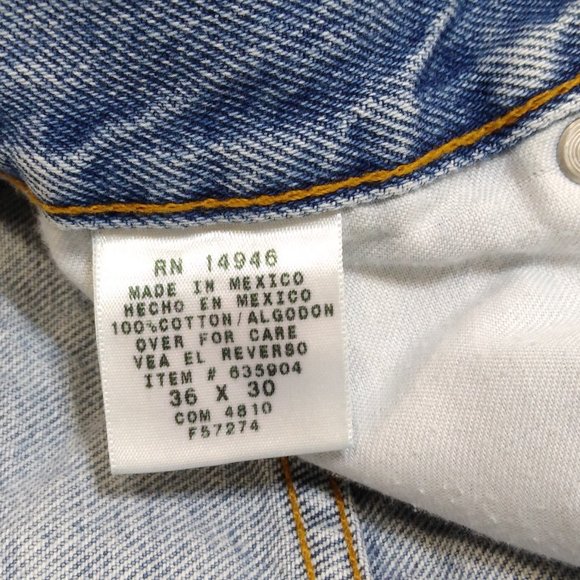 RN 14946
MADE IN MEXICO
HECHO EN MEXICO
100%COTTON/ALGODON
OVER FOR CARE
VEA EL REVERSO
ITEM # 635904
36 X 30
COM 4810
F57274